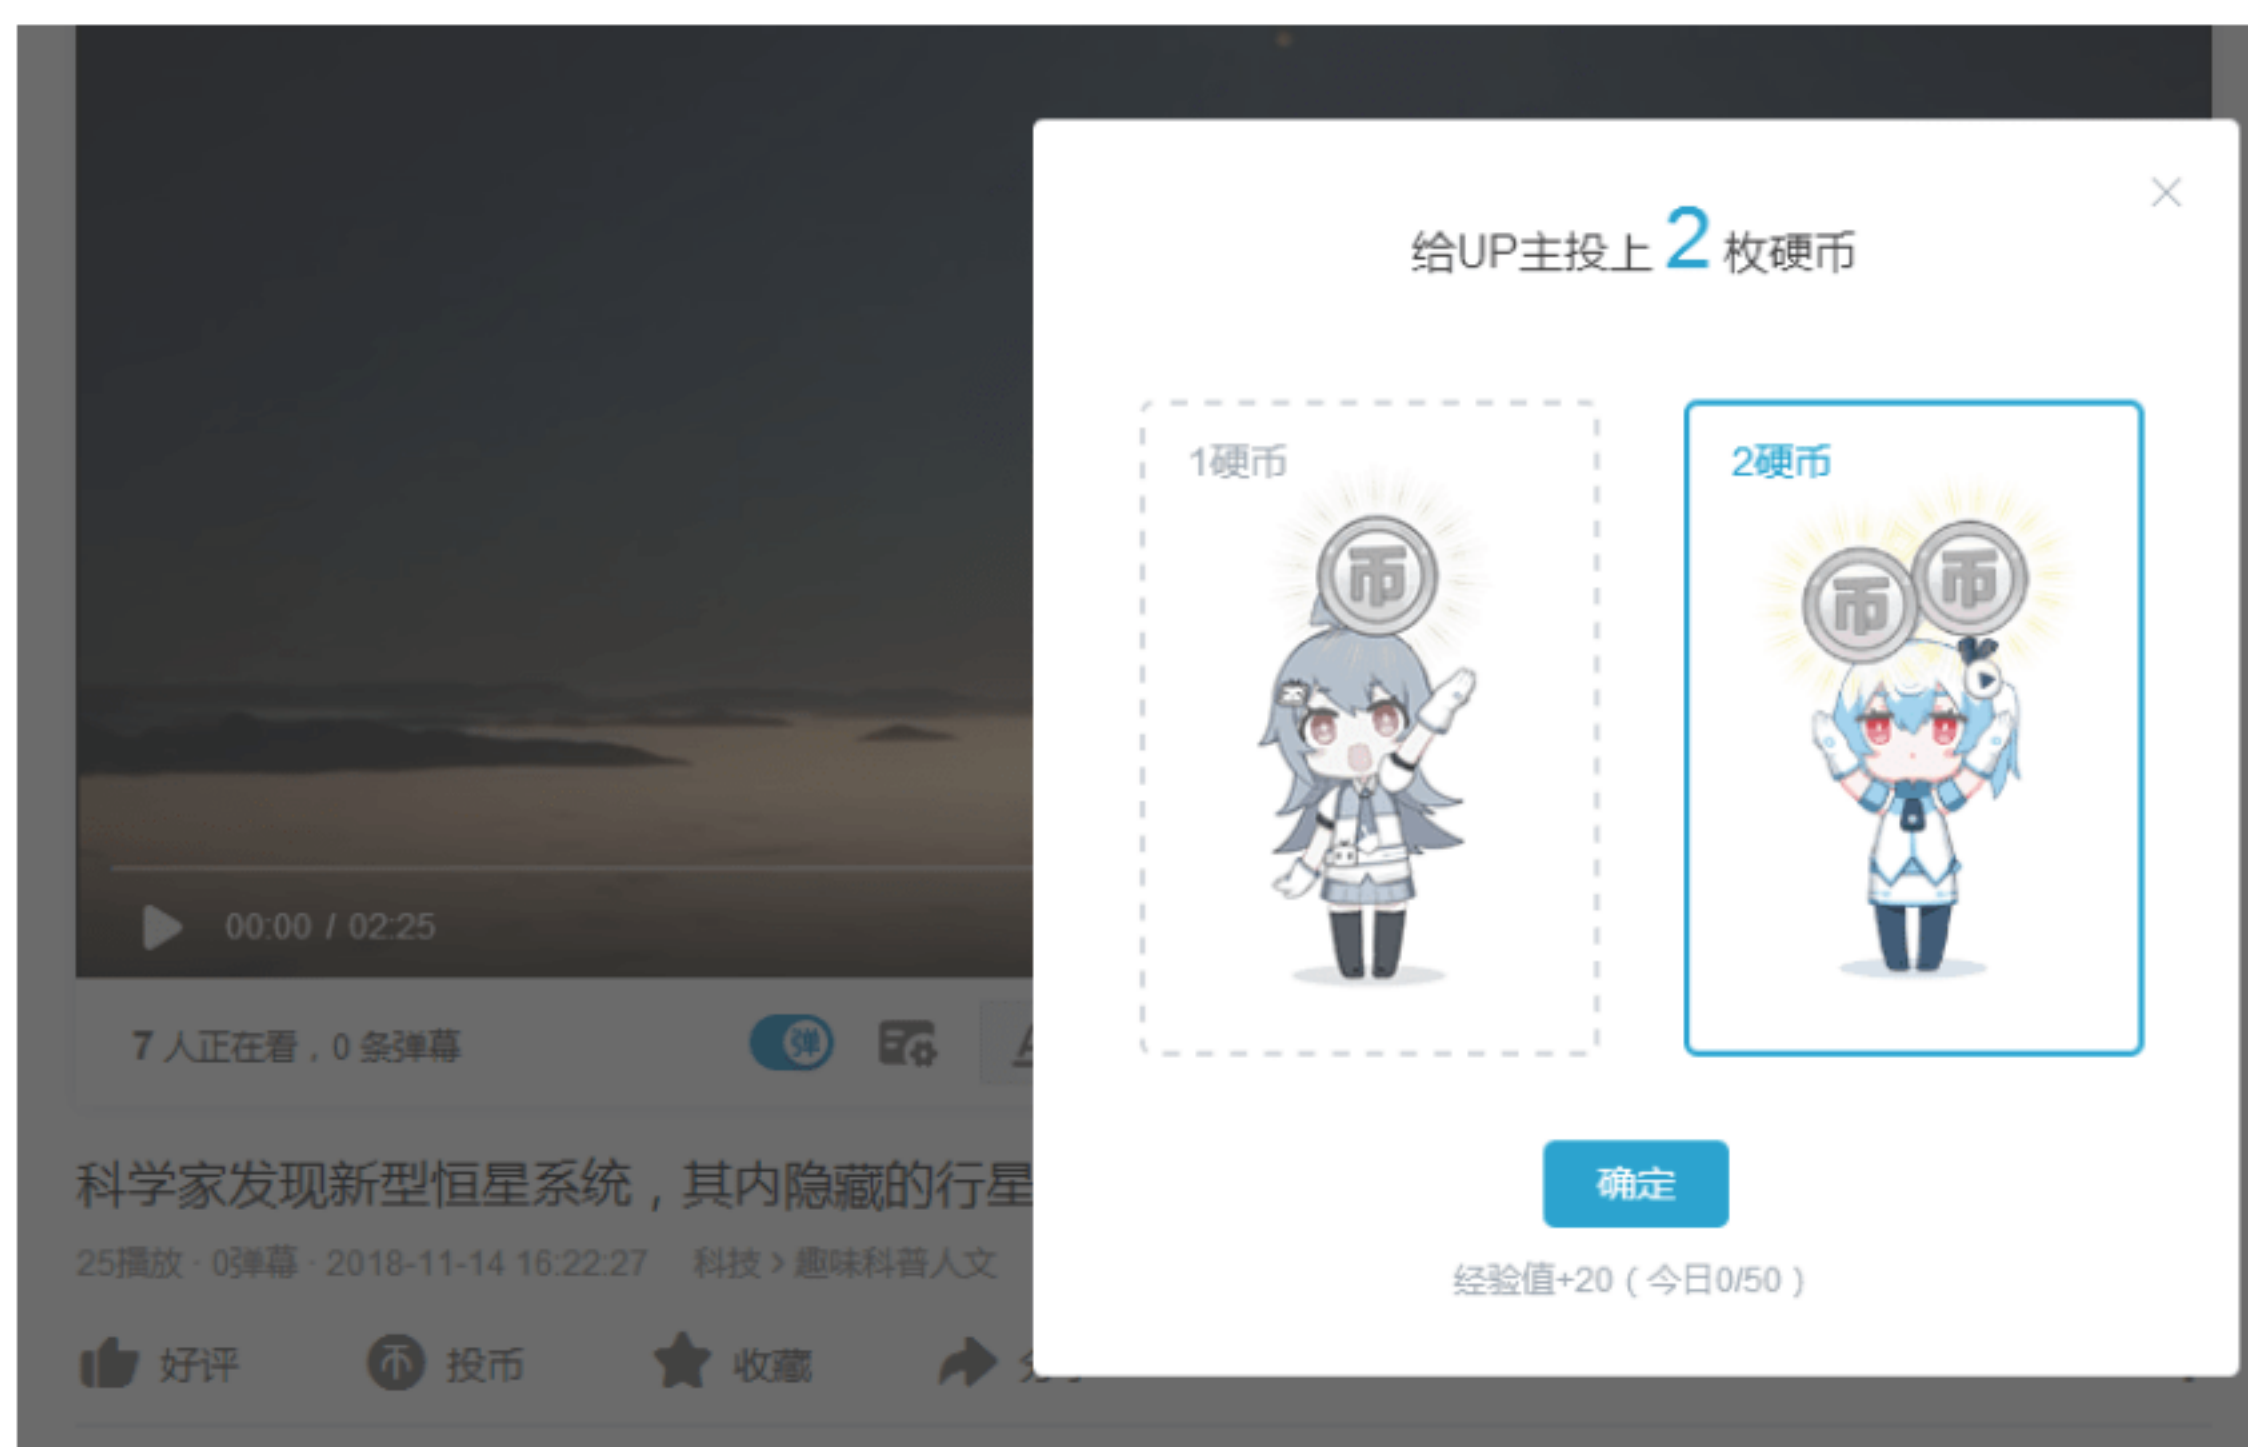 给UP主投上 2 枚硬币
1硬币
2硬币
币
币
币
确定
经验值+20（今日0/50）
00:00 / 02:25
7 人正在看，0 条弹幕
弹
科学家发现新型恒星系统，其内隐藏的行星
25播放 · 0弹幕 · 2018-11-14 16:22:27 科技 > 趣味科普人文
好评 投币 收藏